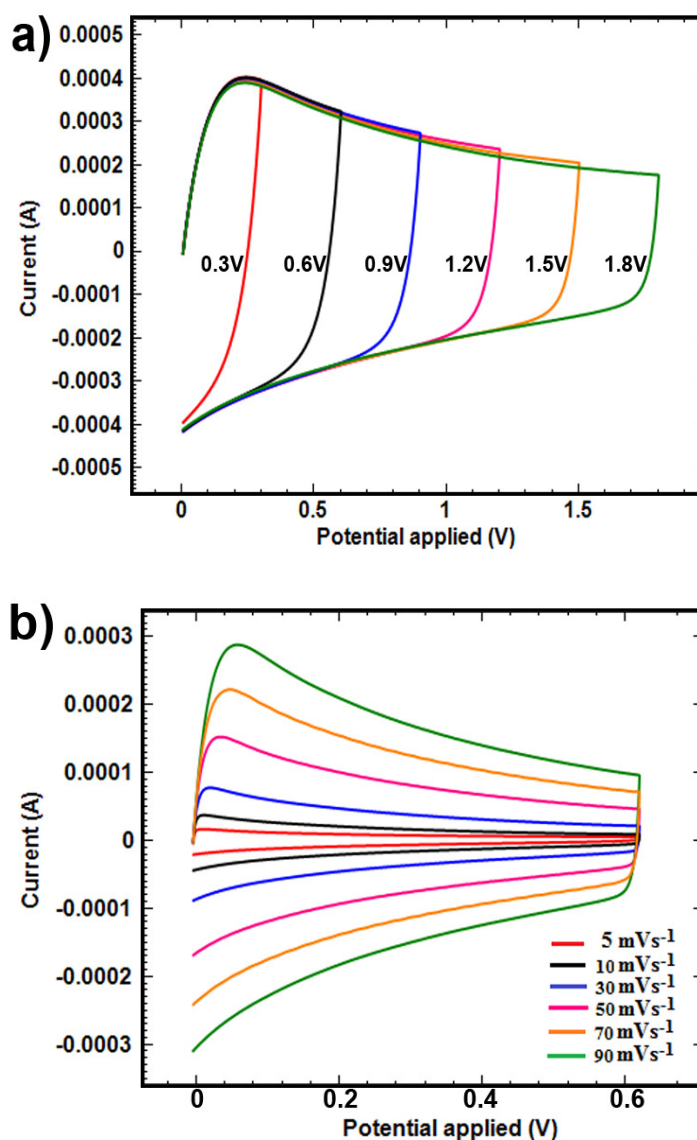 a)
0.0005
0.0004
0.0003
0.0002
0.0001
0
-0.0001
-0.0002
-0.0003
-0.0004
-0.0005
Current (A)
0.3V 0.6V 0.9V 1.2V 1.5V 1.8V
0 0.5 1 1.5
Potential applied (V)
b)
0.0003
0.0002
0.0001
0
-0.0001
-0.0002
-0.0003
Current (A)
5 mVs-1
10 mVs-1
30 mVs-1
50 mVs-1
70 mVs-1
90 mVs-1
0 0.2 0.4 0.6
Potential applied (V)